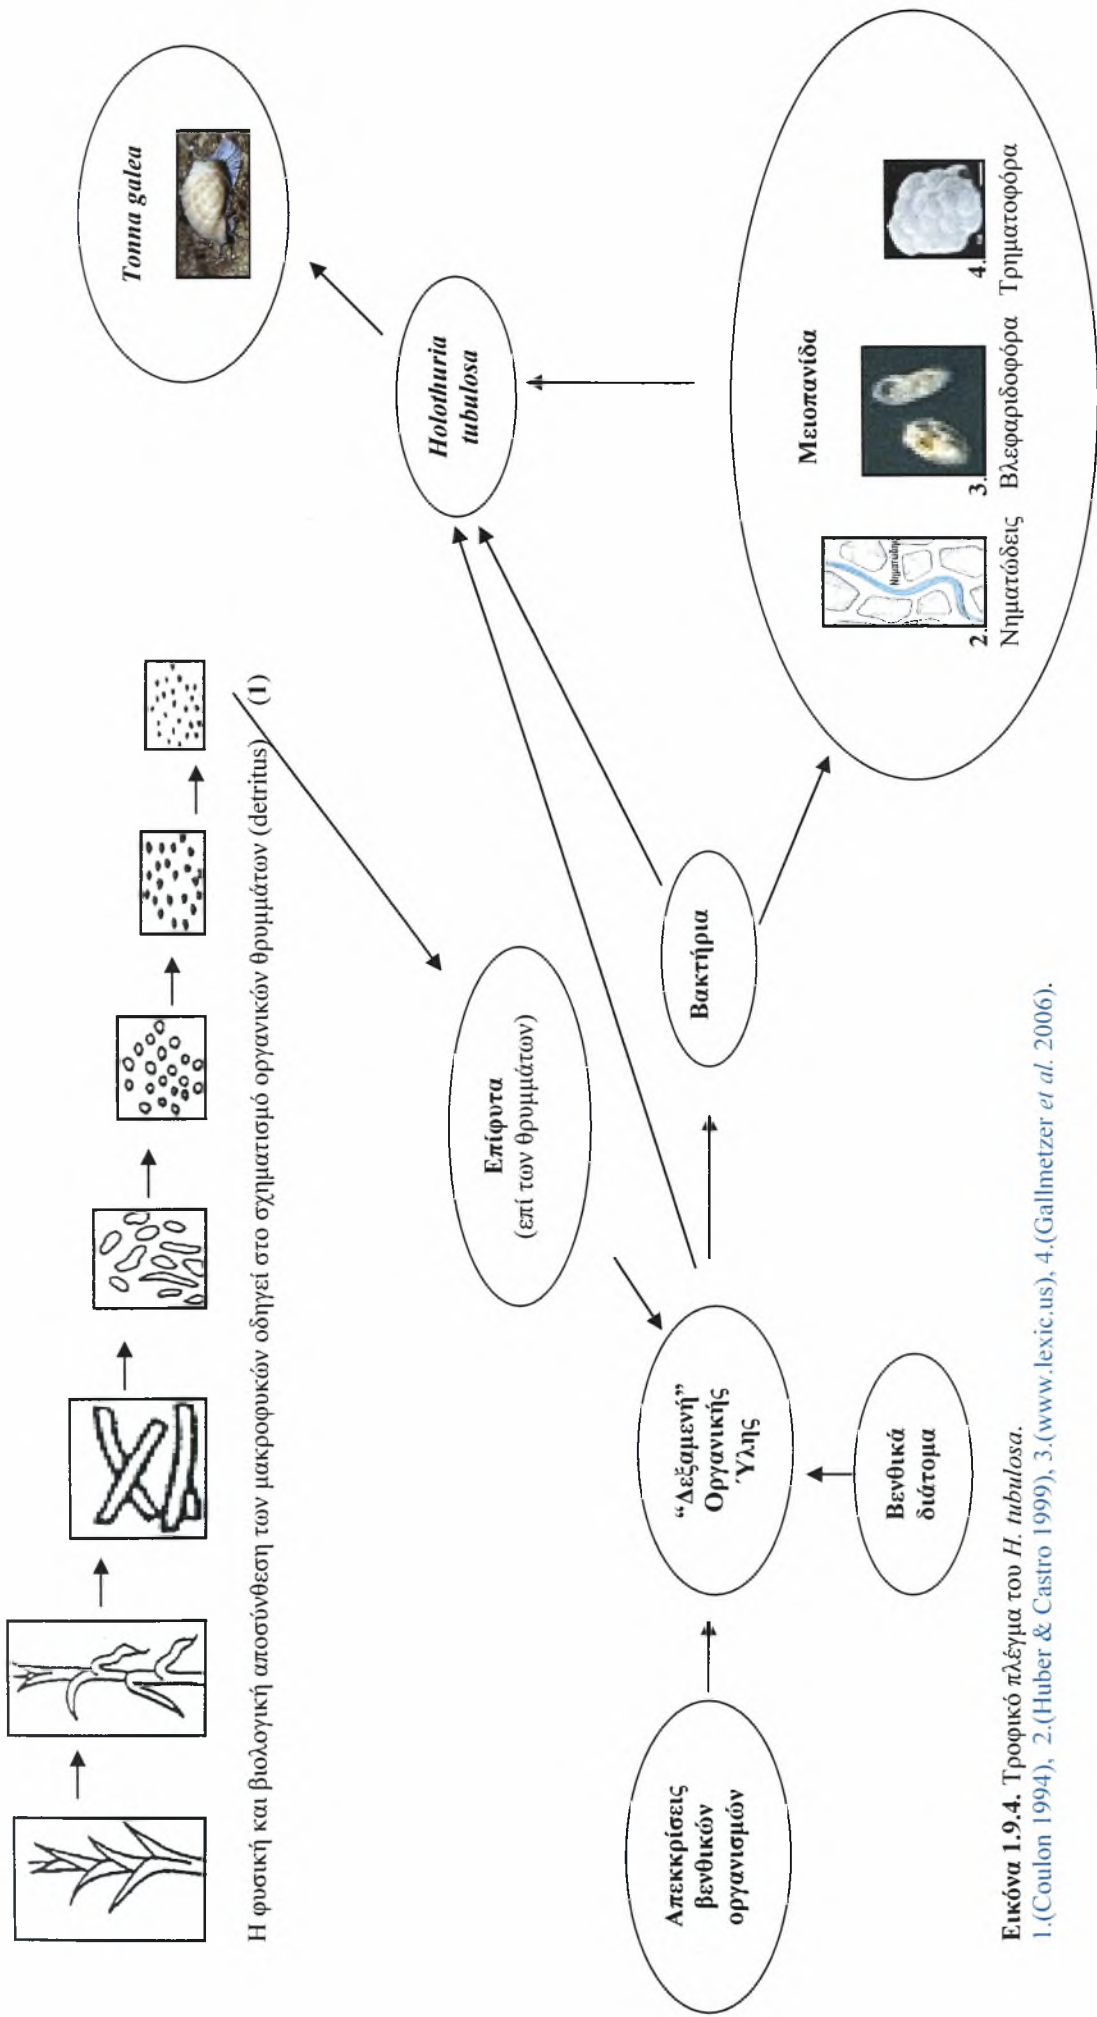 Η φυσική και βιολογική αποσύνθεση των μακροφυκών οδηγεί στο σχηματισμό οργανικών θρυμμάτων (detritus) (1)
Tonna galea
Holothuria
tubulosa
Επίφυτα
(επί των θρυμμάτων)
Απεκκρίσεις
βενθικών
οργανισμών
“Δεξαμενή”
Οργανικής
Ύλης
Βακτήρια
Βενθικά
διάτομα
Μειοπανίδα
Νηματώδης
2.
3.
4.
Νηματώδεις Βλεφαριδοφόρα Τρηματοφόρα
Εικόνα 1.9.4. Τροφικό πλέγμα του H. tubulosa.
1.(Coulon 1994), 2.(Huber & Castro 1999), 3.(www.lexic.us), 4.(Gallmetzer et al. 2006).